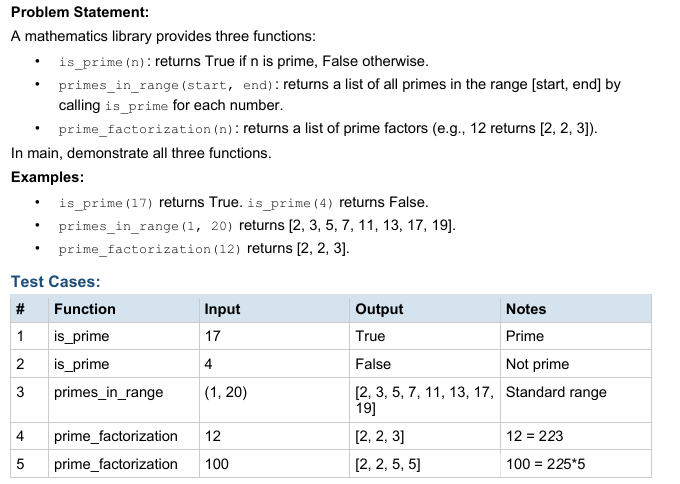 Problem Statement:
A mathematics library provides three functions:
• is_prime(n): returns True if n is prime, False otherwise.
• primes_in_range(start, end): returns a list of all primes in the range [start, end] by
calling is_prime for each number.
• prime_factorization(n): returns a list of prime factors (e.g., 12 returns [2, 2, 3]).
In main, demonstrate all three functions.
Examples:
• is_prime(17) returns True. is_prime(4) returns False.
• primes_in_range(1, 20) returns [2, 3, 5, 7, 11, 13, 17, 19].
• prime_factorization(12) returns [2, 2, 3].
Test Cases:
# Function Input Output Notes
1 is_prime 17 True Prime
2 is_prime 4 False Not prime
3 primes_in_range (1, 20) [2, 3, 5, 7, 11, 13, 17, Standard range
19]
4 prime_factorization 12 [2, 2, 3] 12 = 223
5 prime_factorization 100 [2, 2, 5, 5] 100 = 225*5